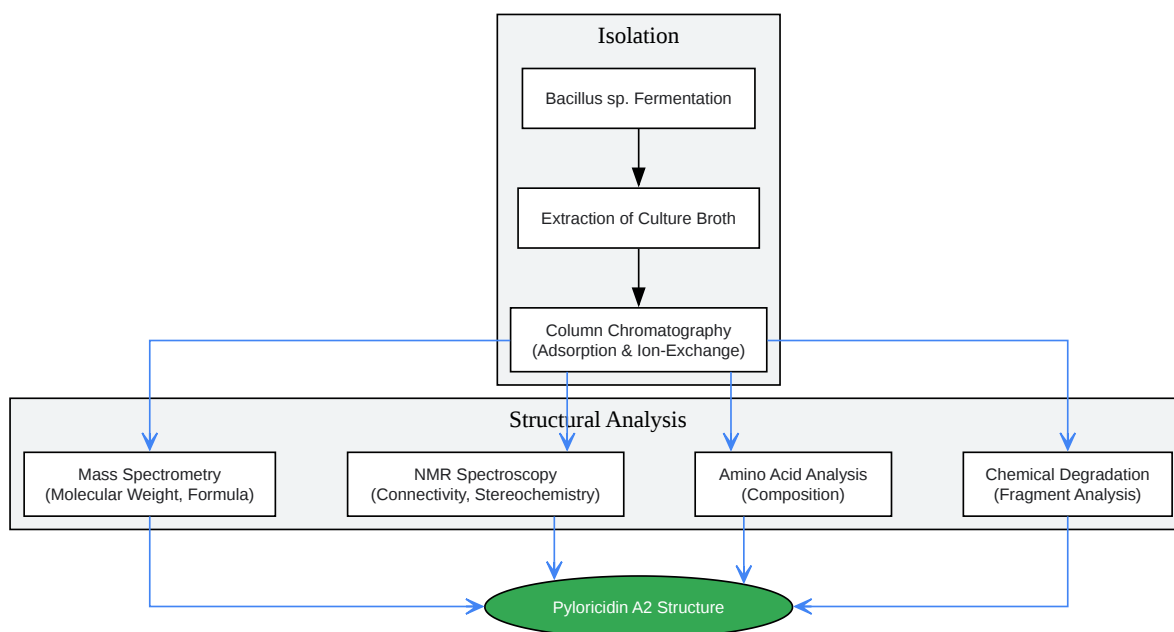 Isolation
Bacillus sp. Fermentation
Extraction of Culture Broth
Column Chromatography
(Adsorption & Ion-Exchange)
Structural Analysis
Mass Spectrometry
(Molecular Weight, Formula)
NMR Spectroscopy
(Connectivity, Stereochemistry)
Amino Acid Analysis
(Composition)
Chemical Degradation
(Fragment Analysis)
Pyloricidin A2 Structure